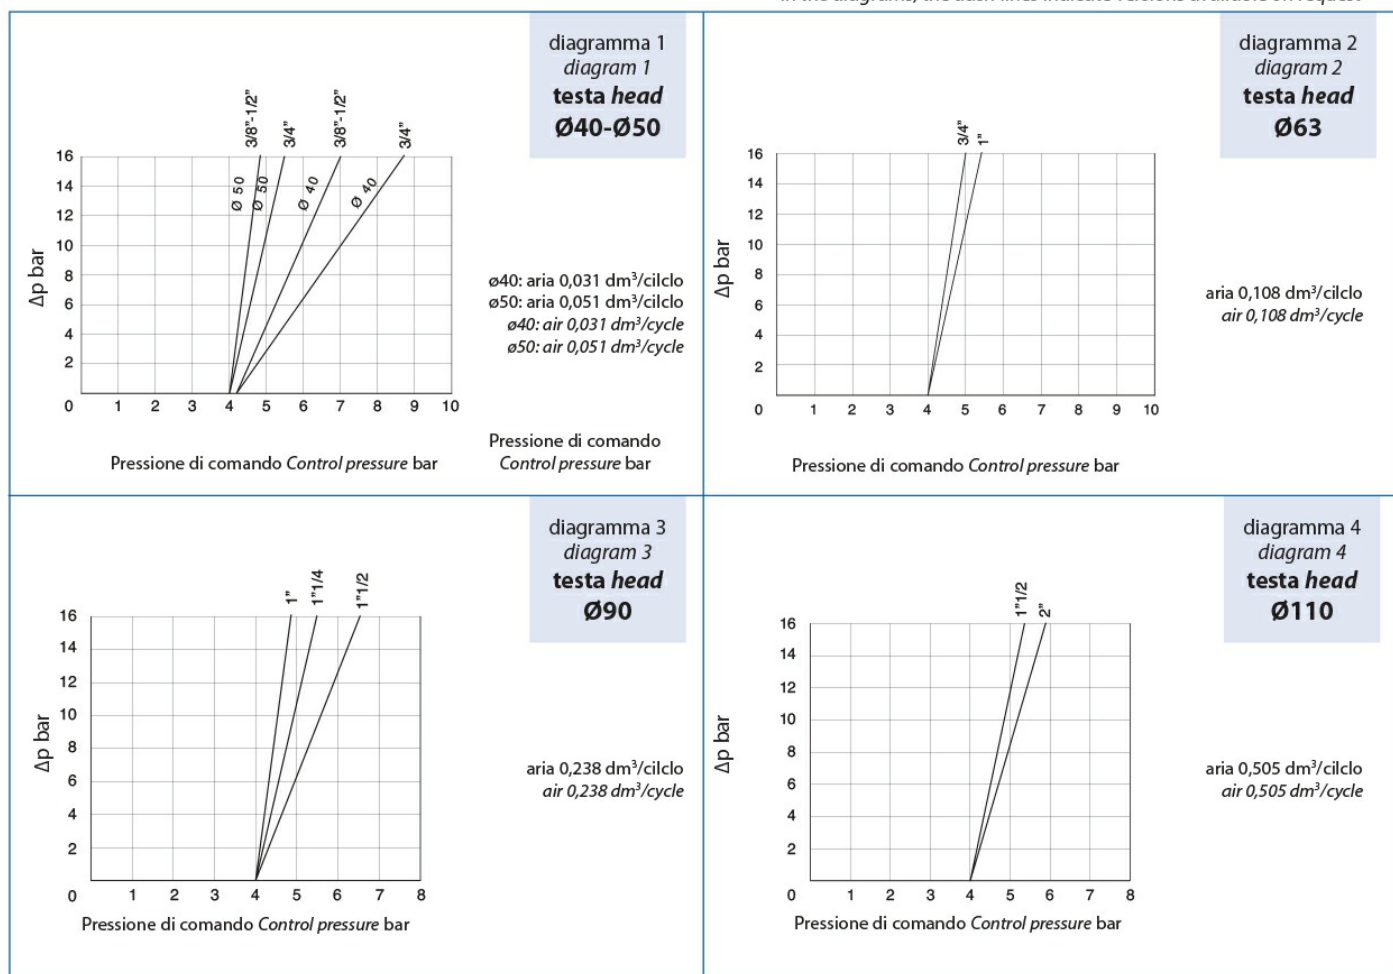 diagramma 1
diagram 1
testa head
Ø40-Ø50
3/8"-1/2"
3/4"
3/8"-1/2"
3/4"
Ø 50
Ø 50
Ø 40
Ø 40
16
14
12
10
8
6
4
2
0 1 2 3 4 5 6 7 8 9 10
Δp bar
ø40: aria 0,031 dm³/cilclo
ø50: aria 0,051 dm³/cilclo
ø40: air 0,031 dm³/cycle
ø50: air 0,051 dm³/cycle
Pressione di comando Control pressure bar
Pressione di comando
Control pressure bar
diagramma 2
diagram 2
testa head
Ø63
3/4"
1"
16
14
12
10
8
6
4
2
0 1 2 3 4 5 6 7 8 9 10
Δp bar
aria 0,108 dm³/cilclo
air 0,108 dm³/cycle
Pressione di comando Control pressure bar
diagramma 3
diagram 3
testa head
Ø90
1"
1"1/4
1"1/2
16
14
12
10
8
6
4
2
0 1 2 3 4 5 6 7 8
Δp bar
aria 0,238 dm³/cilclo
air 0,238 dm³/cycle
Pressione di comando Control pressure bar
diagramma 4
diagram 4
testa head
Ø110
1"1/2
2"
16
14
12
10
8
6
4
2
0 1 2 3 4 5 6 7 8
Δp bar
aria 0,505 dm³/cilclo
air 0,505 dm³/cycle
Pressione di comando Control pressure bar